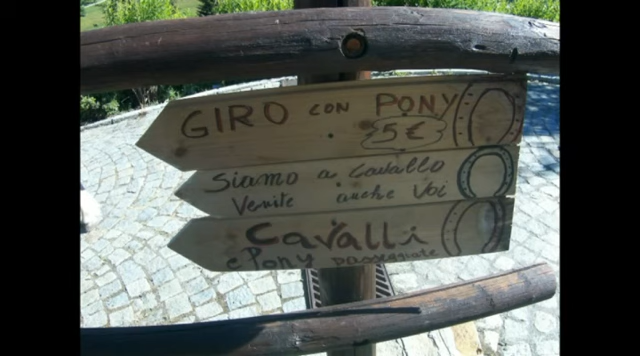 GIRO CON PONY
5€
Siamo a Cavallo
Venite anche Voi
Cavalli
e Pony passeggiate